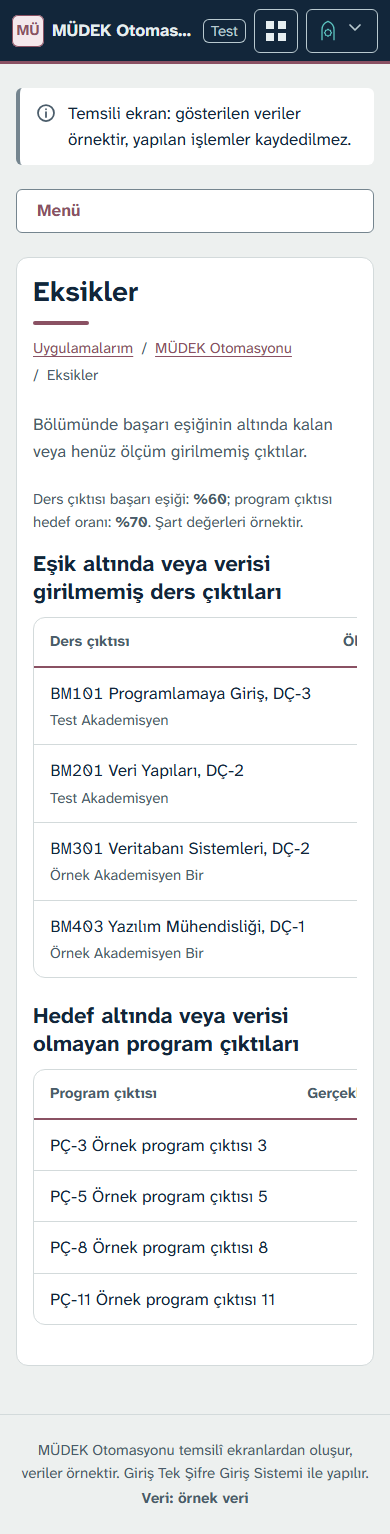 MÜ MÜDEK Otomas... Test
Temsili ekran: gösterilen veriler
örnektir, yapılan işlemler kaydedilmez.
Menü
Eksikler
Uygulamalarım / MÜDEK Otomasyonu
/ Eksikler
Bölümünde başarı eşiğinin altında kalan
veya henüz ölçüm girilmemiş çıktılar.
Ders çıktısı başarı eşiği: %60; program çıktısı
hedef oranı: %70. Şart değerleri örnektir.
Eşik altında veya verisi
girilmemiş ders çıktıları
Ders çıktısı
BM101 Programlamaya Giriş, DÇ-3
Test Akademisyen
BM201 Veri Yapıları, DÇ-2
Test Akademisyen
BM301 Veritabanı Sistemleri, DÇ-2
Örnek Akademisyen Bir
BM403 Yazılım Mühendisliği, DÇ-1
Örnek Akademisyen Bir
Hedef altında veya verisi
olmayan program çıktıları
Program çıktısı
PÇ-3 Örnek program çıktısı 3
PÇ-5 Örnek program çıktısı 5
PÇ-8 Örnek program çıktısı 8
PÇ-11 Örnek program çıktısı 11
MÜDEK Otomasyonu temsilî ekranlardan oluşur,
veriler örnektir. Giriş Tek Şifre Giriş Sistemi ile yapılır.
Veri: örnek veri